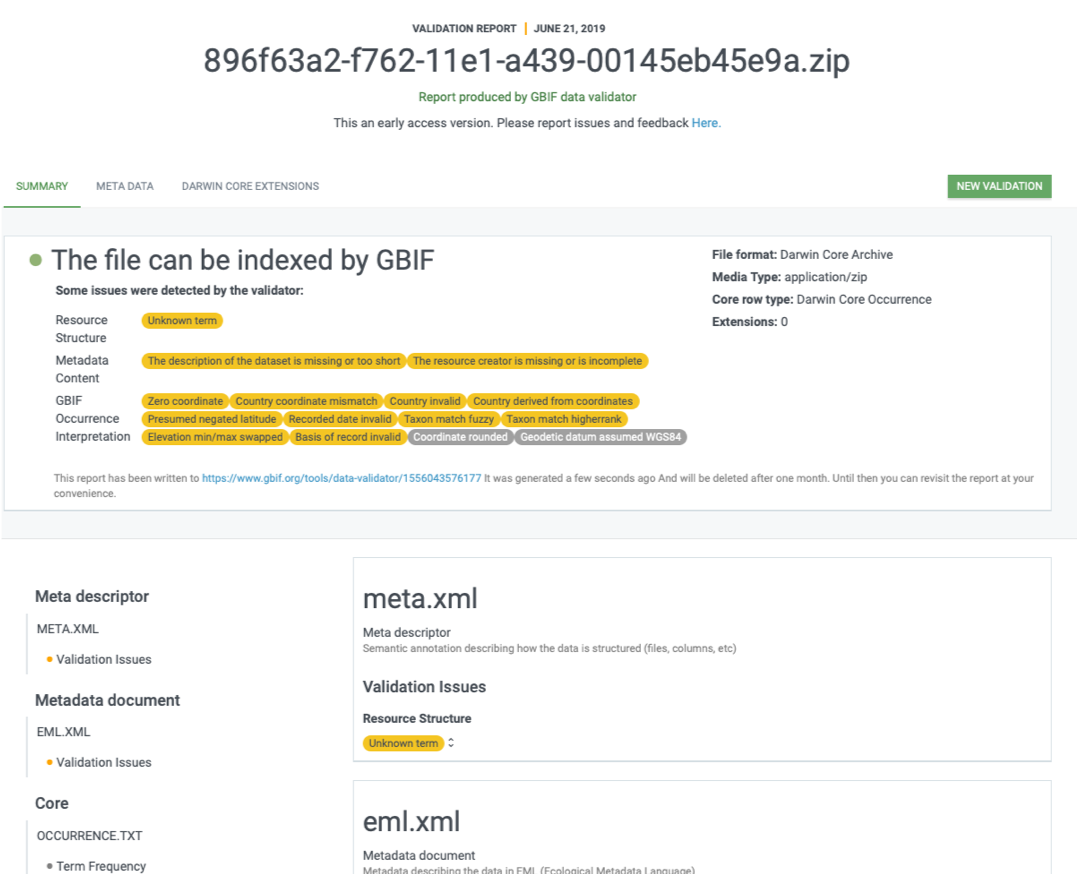 VALIDATION REPORT | JUNE 21, 2019
896f63a2-f762-11e1-a439-00145eb45e9a.zip
Report produced by GBIF data validator
This an early access version. Please report issues and feedback Here.
SUMMARY META DATA DARWIN CORE EXTENSIONS NEW VALIDATION
The file can be indexed by GBIF
Some issues were detected by the validator:
Resource Structure
Unknown term
Metadata Content
The description of the dataset is missing or too short The resource creator is missing or is incomplete
GBIF Occurrence Interpretation
Zero coordinate Country coordinate mismatch Country invalid Country derived from coordinates
Presumed negated latitude Recorded date invalid Taxon match fuzzy Taxon match higherrank
Elevation min/max swapped Basis of record invalid Coordinate rounded Geodetic datum assumed WGS84
File format: Darwin Core Archive
Media Type: application/zip
Core row type: Darwin Core Occurrence
Extensions: 0
This report has been written to https://www.gbif.org/tools/data-validator/1556043576177 It was generated a few seconds ago And will be deleted after one month. Until then you can revisit the report at your
convenience.
Meta descriptor
META.XML
Validation Issues
Metadata document
EML.XML
Validation Issues
Core
OCCURRENCE.TXT
Term Frequency
meta.xml
Meta descriptor
Semantic annotation describing how the data is structured (files, columns, etc)
Validation Issues
Resource Structure
Unknown term
eml.xml
Metadata document
Metadata describing the data in EML (Ecological Metadata Language)